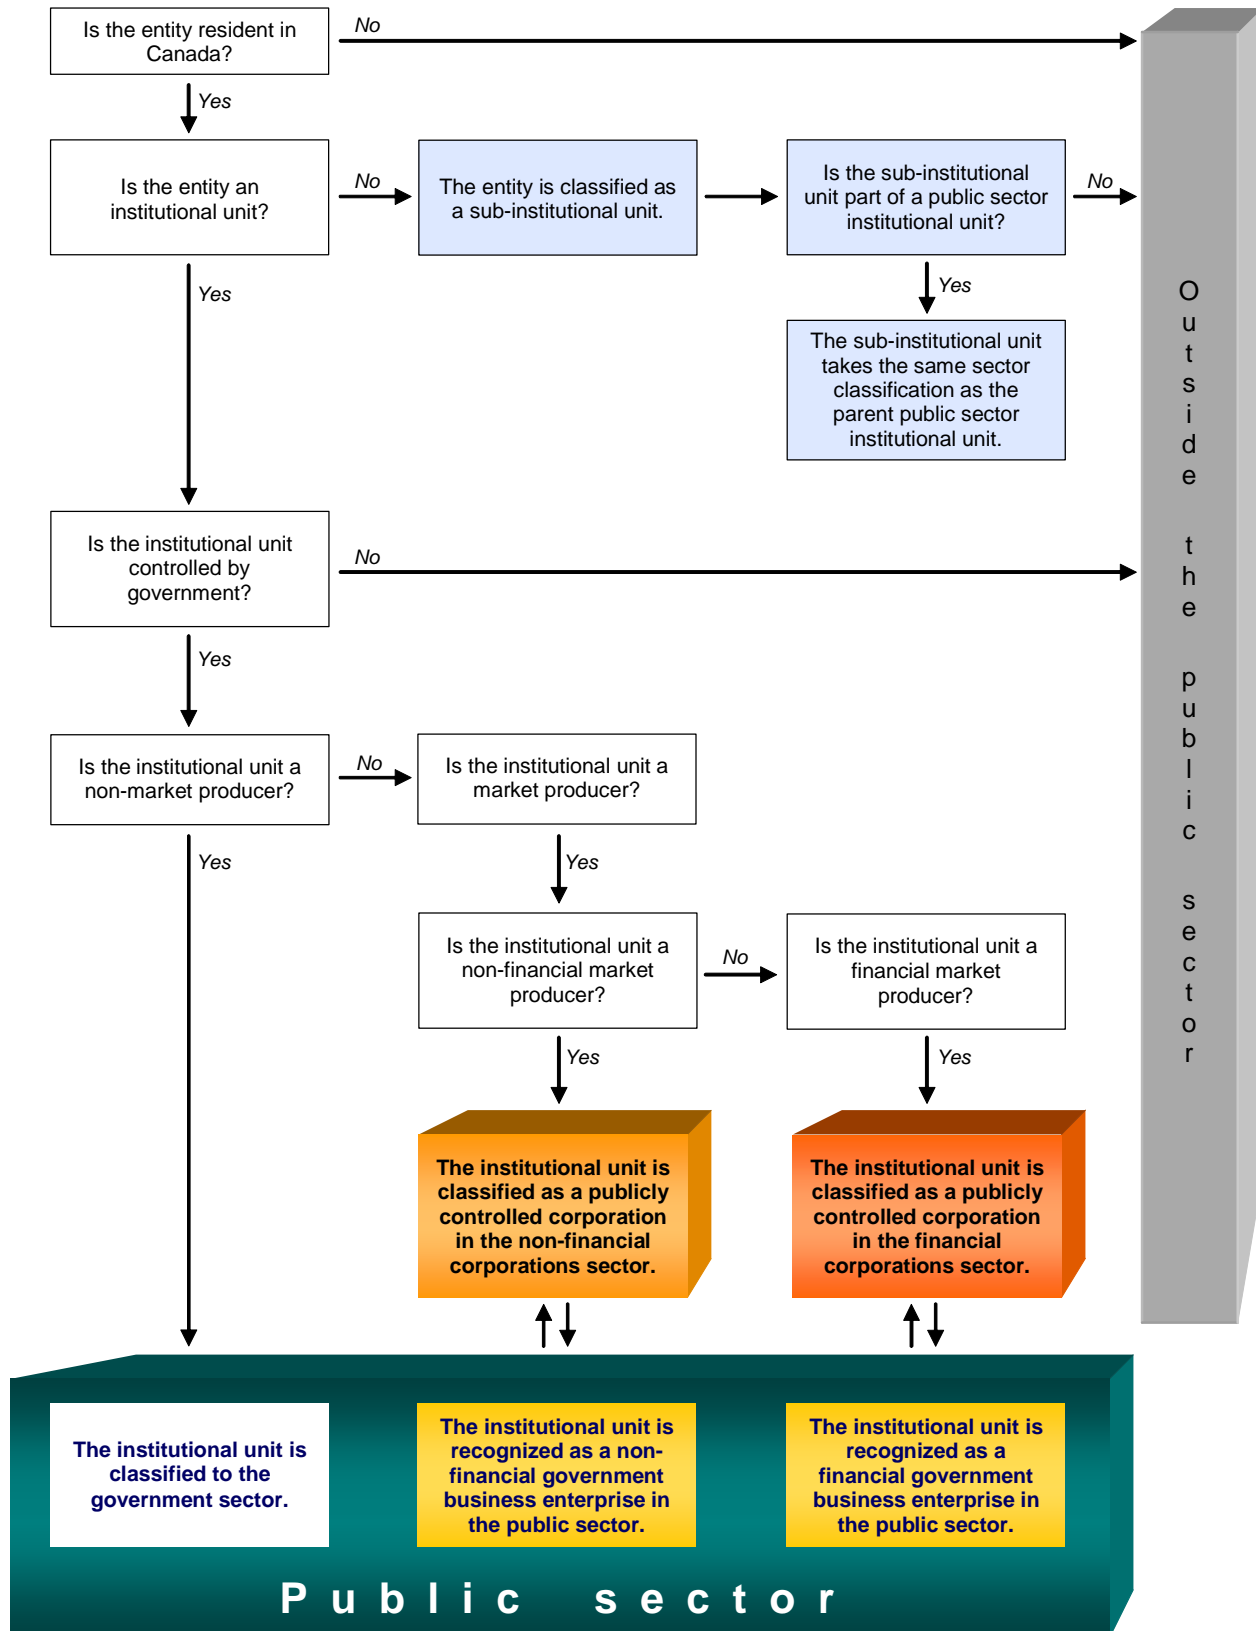 Is the entity resident in
Canada?
No
Yes
Is the entity an
institutional unit?
No
The entity is classified as
a sub-institutional unit.
Is the sub-institutional
unit part of a public sector
institutional unit?
No
Yes
Yes
The sub-institutional unit
takes the same sector
classification as the
parent public sector
institutional unit.
Is the institutional unit
controlled by
government?
No
Yes
Is the institutional unit a
non-market producer?
No
Is the institutional unit a
market producer?
Yes
Yes
Is the institutional unit a
non-financial market
producer?
No
Is the institutional unit a
financial market
producer?
Yes
Yes
The institutional unit is
classified as a publicly
controlled corporation
in the non-financial
corporations sector.
The institutional unit is
classified as a publicly
controlled corporation
in the financial
corporations sector.
Outside the public sector
The institutional unit is
classified to the
government sector.
The institutional unit is
recognized as a non-
financial government
business enterprise in
the public sector.
The institutional unit is
recognized as a
financial government
business enterprise in
the public sector.
Public sector